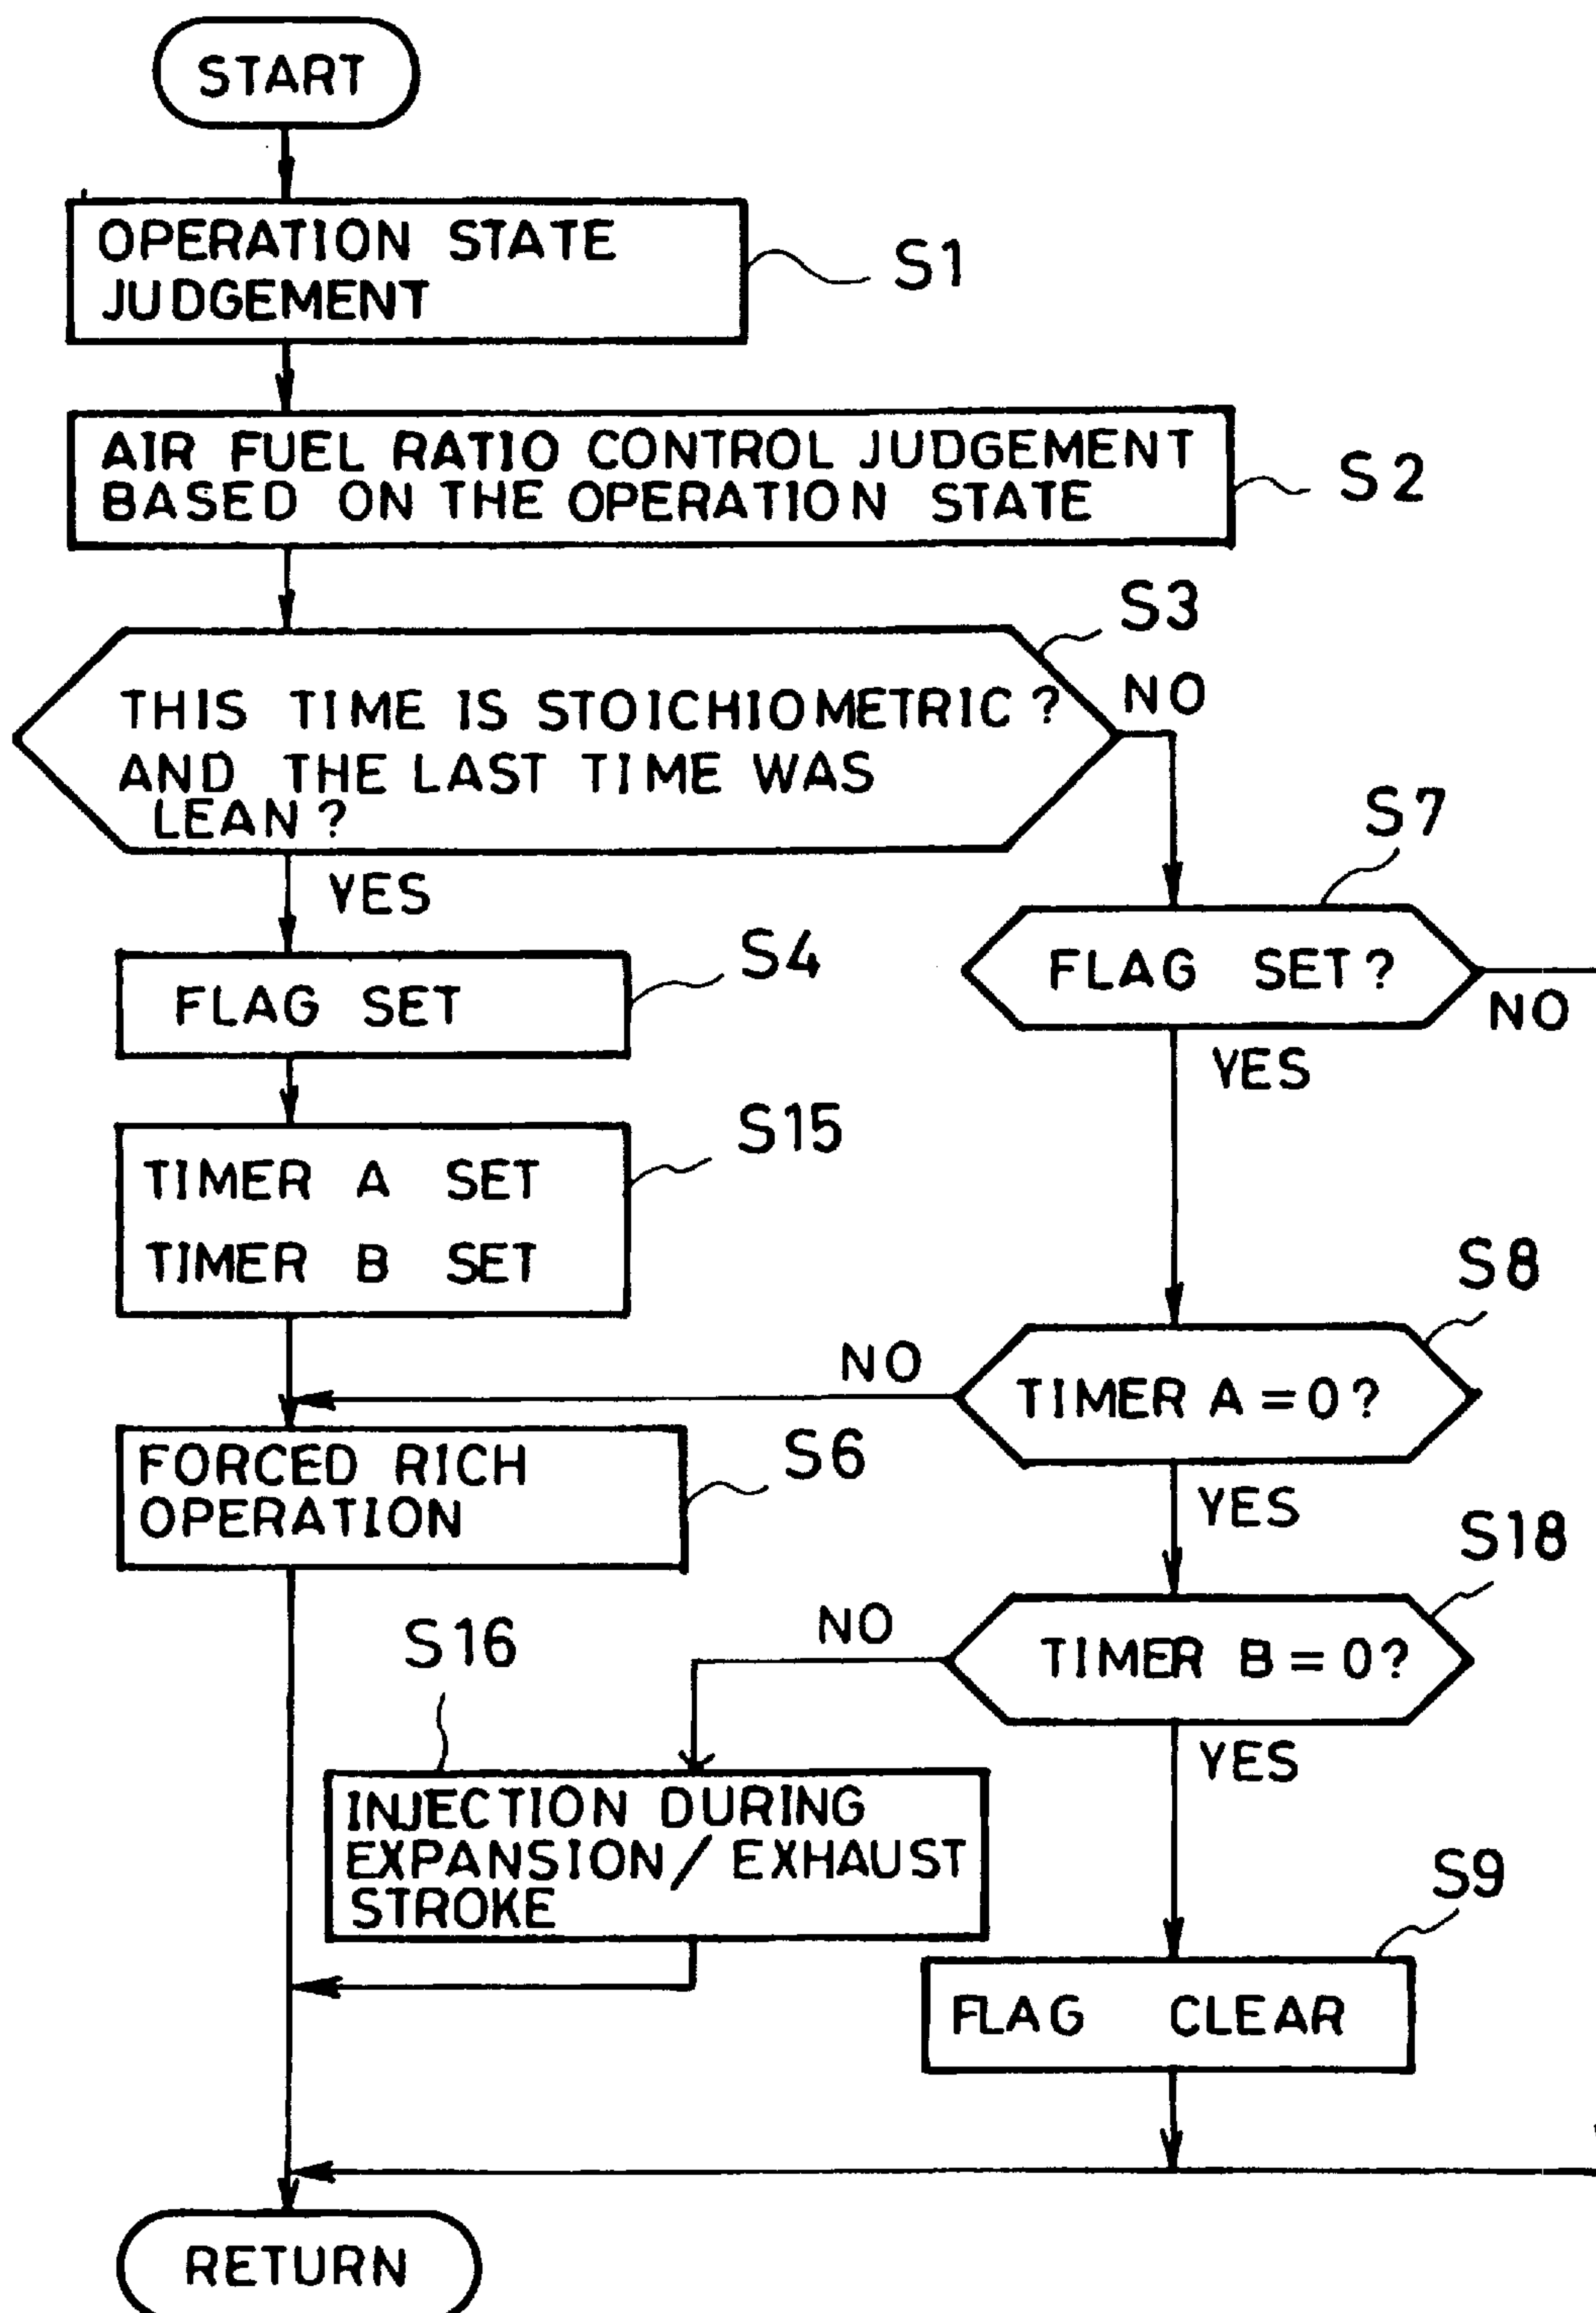 START
OPERATION STATE
JUDGEMENT
S1
AIR FUEL RATIO CONTROL JUDGEMENT
BASED ON THE OPERATION STATE
S2
S3
THIS TIME IS STOICHIOMETRIC?
AND THE LAST TIME WAS
LEAN?
NO
YES
S7
FLAG SET?
NO
YES
S4
FLAG SET
S15
TIMER A SET
TIMER B SET
S8
TIMER A=0?
NO
YES
S6
FORCED RICH
OPERATION
S18
TIMER B=0?
NO
YES
S16
INJECTION DURING
EXPANSION/EXHAUST
STROKE
S9
FLAG CLEAR
RETURN